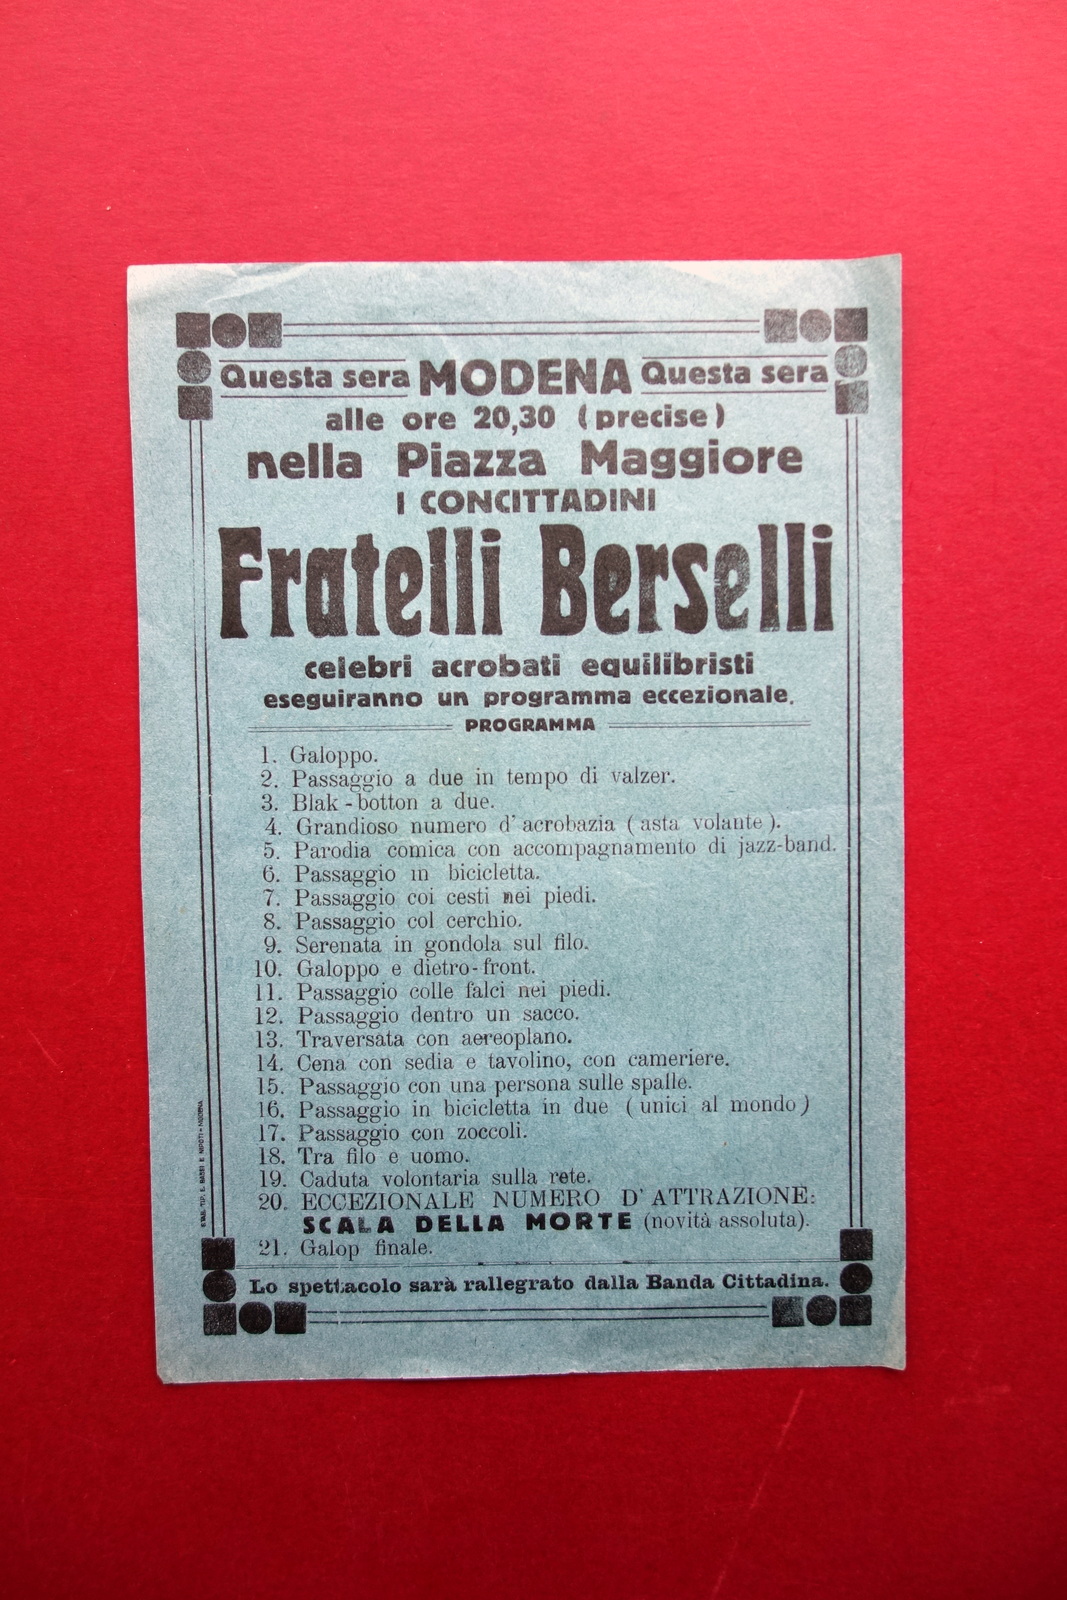 Questa sera MODENA Questa sera
alle ore 20,30 (precise)
nella Piazza Maggiore
I CONCITTADINI
Fratelli Berselli
celebri acrobati equilibristi
eseguiranno un programma eccezionale.
PROGRAMMA
1. Galoppo.
2. Passaggio a due in tempo di valzer.
3. Blak-botton a due.
4. Grandioso numero d'acrobazia (asta volante).
5. Parodia comica con accompagnamento di jazz-band.
6. Passaggio in bicicletta.
7. Passaggio coi cesti nei piedi.
8. Passaggio col cerchio.
9. Serenata in gondola sul filo.
10. Galoppo e dietro-front.
11. Passaggio colle falci nei piedi.
12. Passaggio dentro un sacco.
13. Traversata con aereoplano.
14. Cena con sedia e tavolino, con cameriere.
15. Passaggio con una persona sulle spalle.
16. Passaggio in bicicletta in due (unici al mondo)
17. Passaggio con zoccoli.
18. Tra filo e uomo.
19. Caduta volontaria sulla rete.
20. ECCEZIONALE NUMERO D'ATTRAZIONE:
SCALA DELLA MORTE (novità assoluta).
21. Galop finale.
Lo spettacolo sarà rallegrato dalla Banda Cittadina.
STAB. TIP. E. BASSI E NIPOTI - MODENA